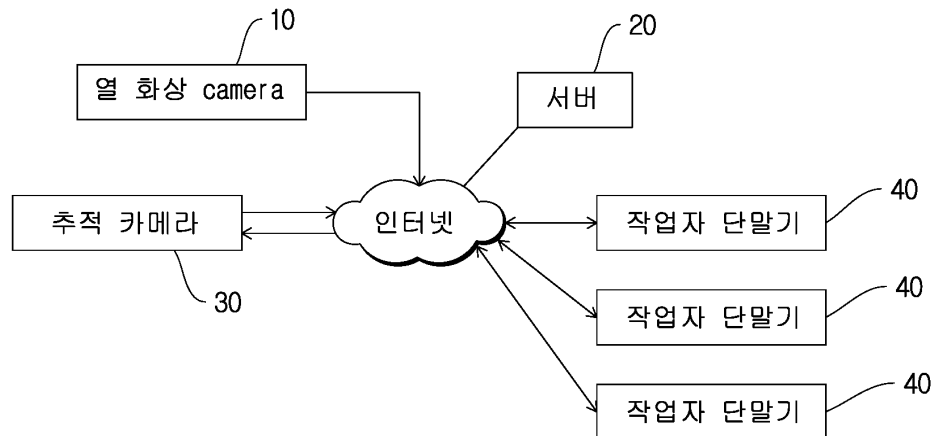 10
20
열 화상 camera
서버
추적 카메라
인터넷
작업자 단말기
40
30
작업자 단말기
40
작업자 단말기
40